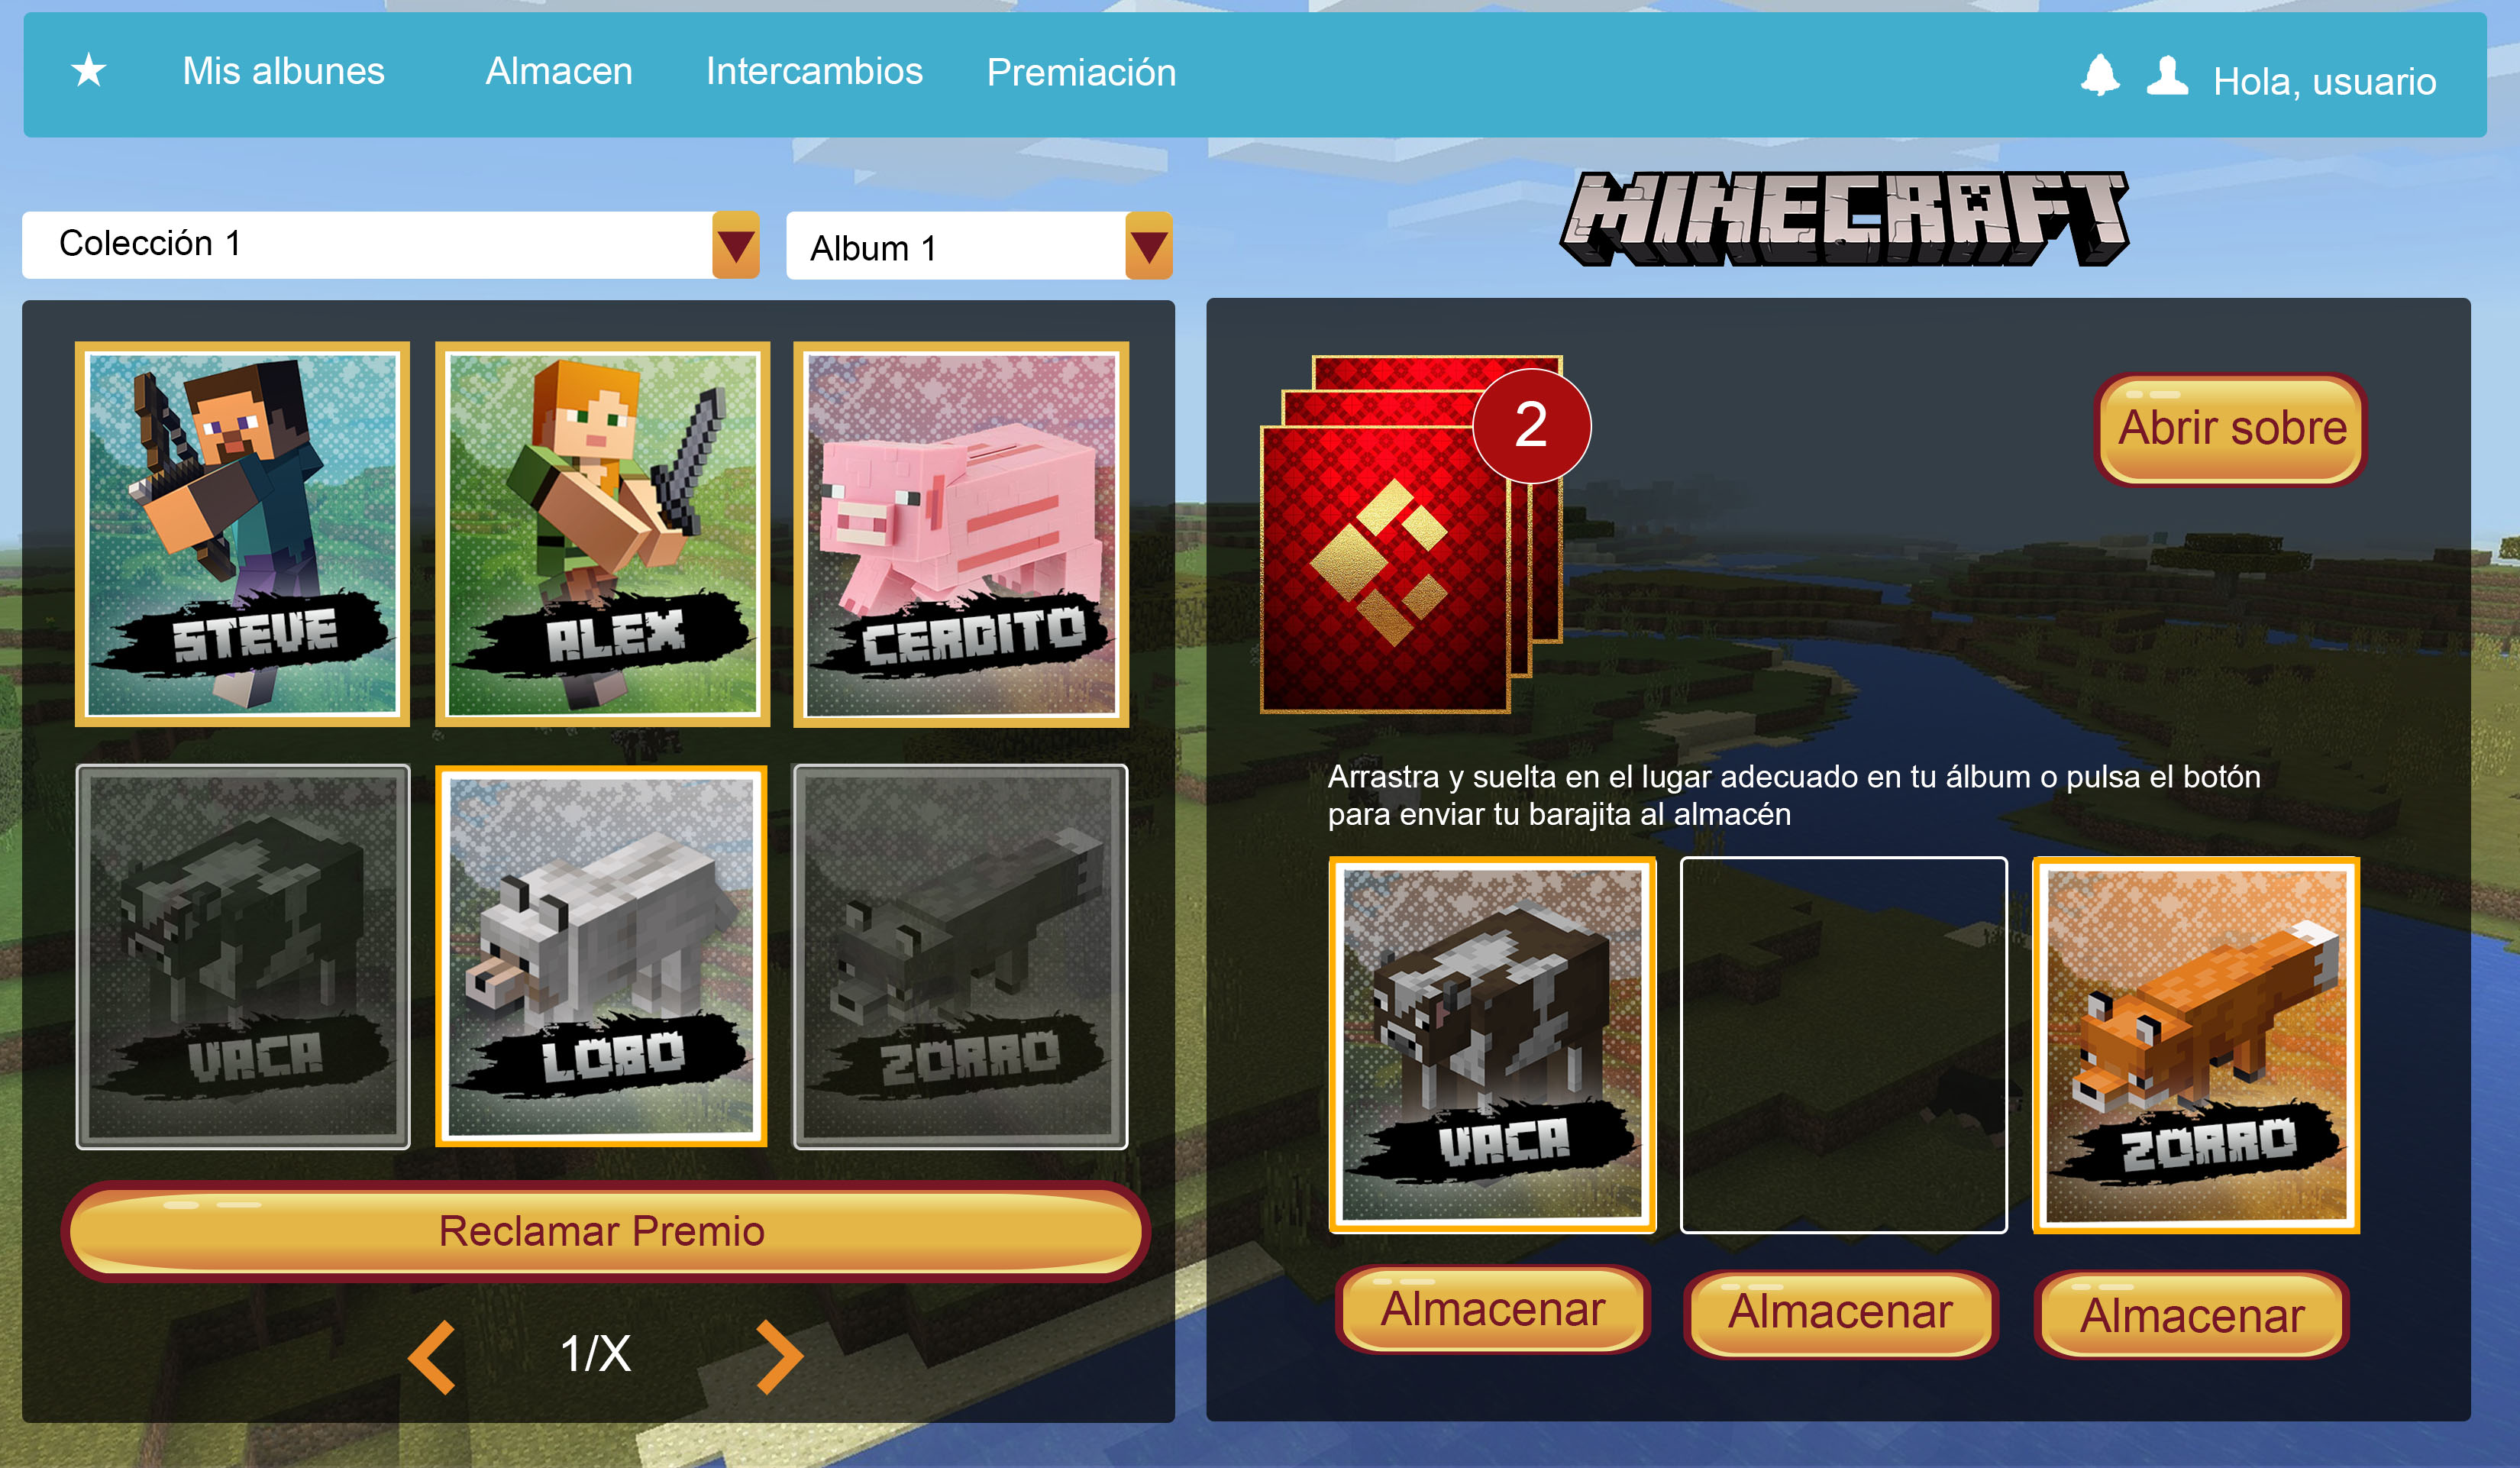 ★ Mis albunes Almacen Intercambios Premiación Hola, usuario
Colección 1
Album 1
MINECRAFT
STEVE
ALEX
CERDITO
VACA
LOBO
ZORRO
Reclamar Premio
1/X
2
Abrir sobre
Arrastra y suelta en el lugar adecuado en tu álbum o pulsa el botón
para enviar tu barajita al almacén
VACA
ZORRO
Almacenar
Almacenar
Almacenar